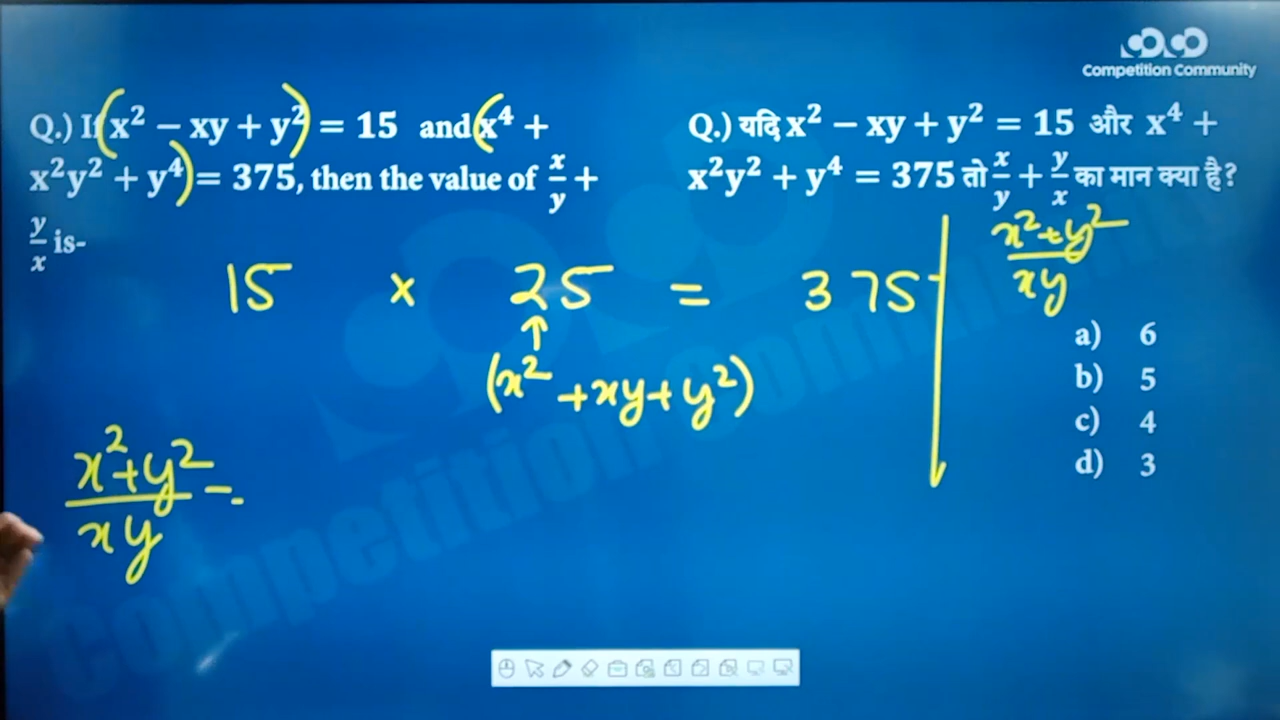 Competition Community
Q.) If (x² − xy + y²) = 15 and (x⁴ +
x²y² + y⁴) = 375, then the value of x/y +
y/x is-
Q.) यदि x² − xy + y² = 15 और x⁴ +
x²y² + y⁴ = 375 तो x/y + y/x का मान क्या है?
x²+y²/xy
15 × 25 = 375
↑
(x² + xy + y²)
a) 6
b) 5
c) 4
d) 3
x²+y²/xy =
Competition Community